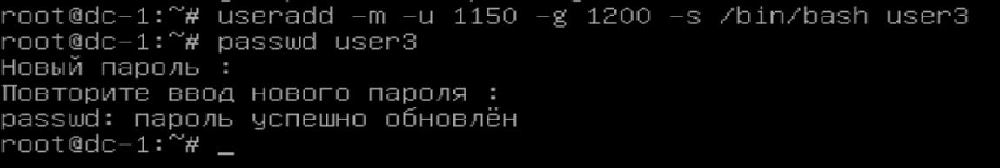 root@dc-1:~# useradd -m -u 1150 -g 1200 -s /bin/bash user3
root@dc-1:~# passwd user3
Новый пароль :
Повторите ввод нового пароля :
passwd: пароль успешно обновлён
root@dc-1:~# _